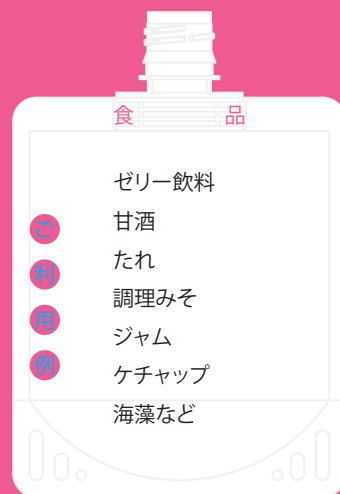 食品
ご利用例
ゼリー飲料
甘酒
たれ
調理みそ
ジャム
ケチャップ
海藻など